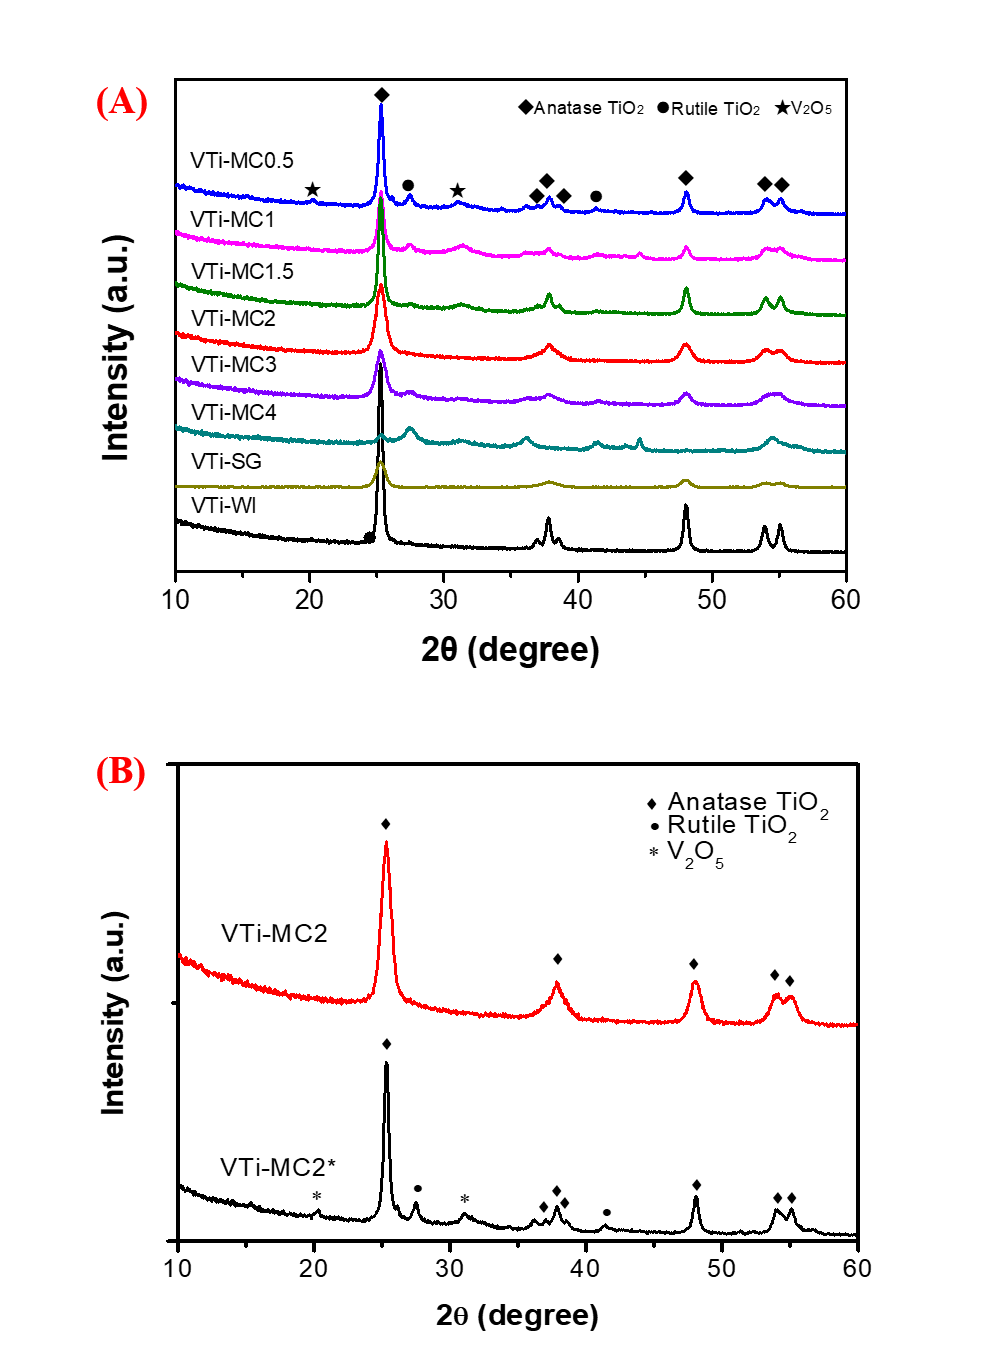 (A)
◆Anatase TiO₂ ●Rutile TiO₂ ★V₂O₅
VTi-MC0.5
VTi-MC1
VTi-MC1.5
VTi-MC2
VTi-MC3
VTi-MC4
VTi-SG
VTi-WI
Intensity (a.u.)
10 20 30 40 50 60
2θ (degree)
(B)
♦ Anatase TiO₂
• Rutile TiO₂
* V₂O₅
VTi-MC2
VTi-MC2*
Intensity (a.u.)
10 20 30 40 50 60
2θ (degree)